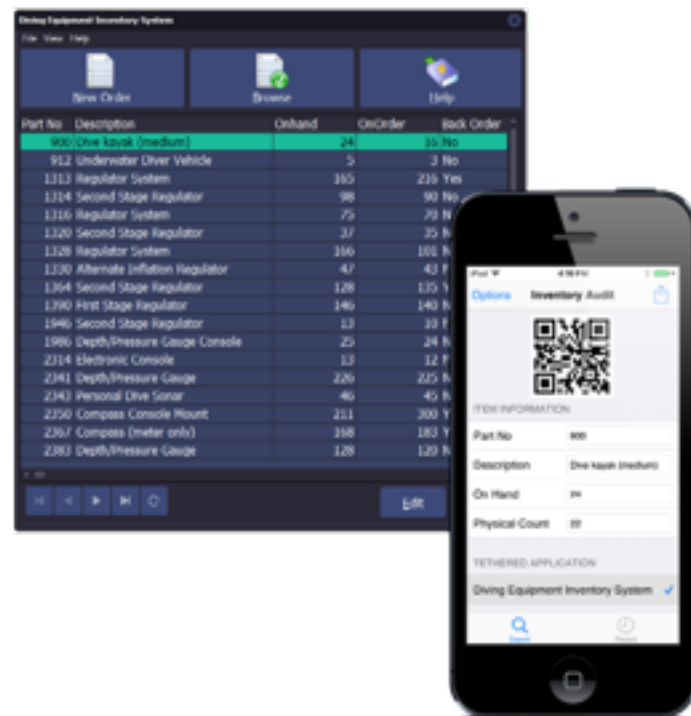 Diving Equipment Inventory System
File View Help
New Order Browse Help
Part No Description Onhand OnOrder Back Order
900 Dive kayak (medium) 24 16 No
912 Underwater Diver Vehicle 5 3 No
1313 Regulator System 165 216 Yes
1314 Second Stage Regulator 98 90 No
1316 Regulator System 75 70 N
1320 Second Stage Regulator 37 35 N
1328 Regulator System 166 101 N
1330 Alternate Inflation Regulator 47 43
1364 Second Stage Regulator 128 135 Y
1390 First Stage Regulator 146 140 N
1946 Second Stage Regulator 13 10
1986 Depth/Pressure Gauge Console 25 24 N
2314 Electronic Console 13 12
2341 Depth/Pressure Gauge 226 225 N
2343 Personal Dive Sonar 46 45 N
2350 Compass Console Mount 211 300 Y
2367 Compass (meter only) 168 183 Y
2383 Depth/Pressure Gauge 128 120 N
Edit
iPod
Options Inventory Audit
ITEM INFORMATION
Part No 900
Description Dive kayak (medium)
On Hand 24
Physical Count
TETHERED APPLICATION
Diving Equipment Inventory System
Search